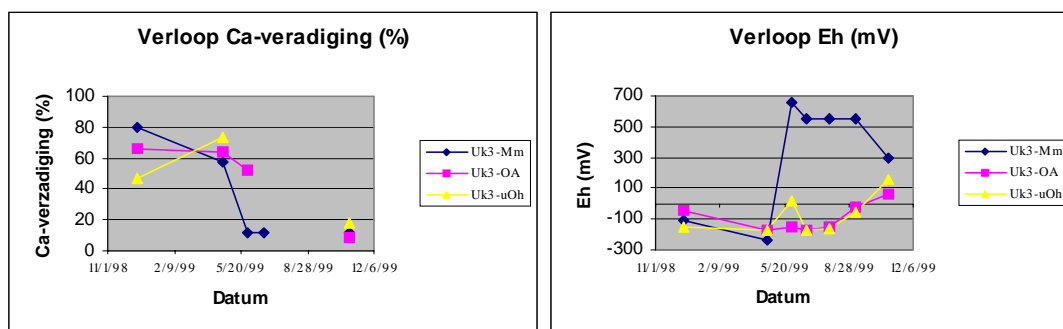 Verloop Ca-veradiging (%)
Ca-verzadiging (%)
100
80
60
40
20
0
11/1/98 2/9/99 5/20/99 8/28/99 12/6/99
Datum
Uk3-Mm
Uk3-OA
Uk3-uOh
Verloop Eh (mV)
Eh (mV)
700
500
300
100
-100
-300
11/1/98 2/9/99 5/20/99 8/28/99 12/6/99
Datum
Uk3-Mm
Uk3-OA
Uk3-uOh